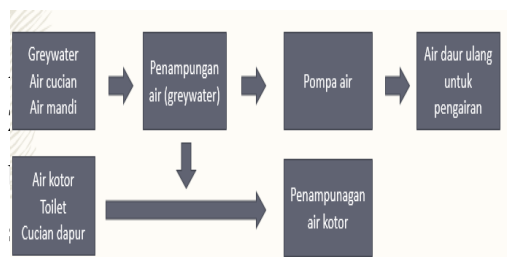 Greywater
Air cucian
Air mandi
Penampungan
air (greywater)
Pompa air
Air daur ulang
untuk
pengairan
Air kotor
Toilet
Cucian dapur
Penampunagan
air kotor